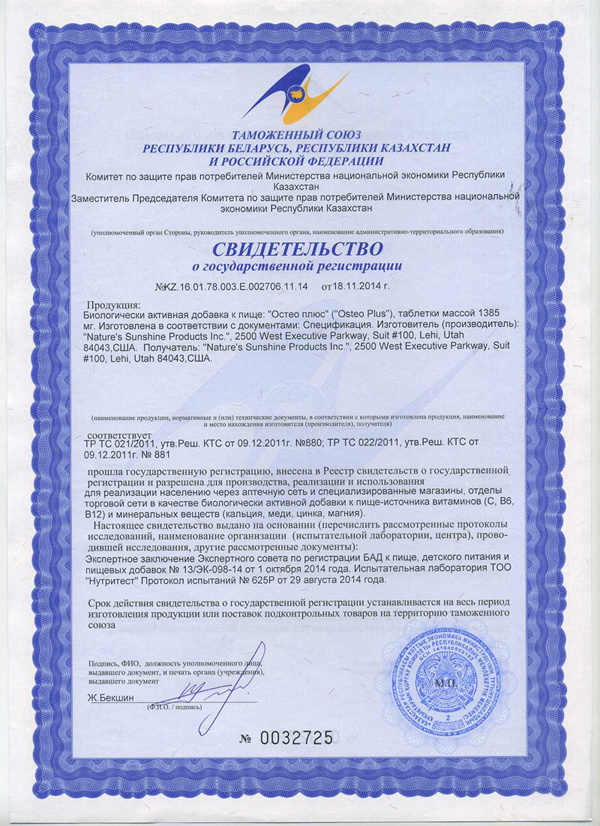 ТАМОЖЕННЫЙ СОЮЗ
РЕСПУБЛИКИ БЕЛАРУСЬ, РЕСПУБЛИКИ КАЗАХСТАН
И РОССИЙСКОЙ ФЕДЕРАЦИИ
Комитет по защите прав потребителей Министерства национальной экономики Республики
Казахстан
Заместитель Председателя Комитета по защите прав потребителей Министерства национальной
экономики Республики Казахстан
(уполномоченный орган Стороны, руководитель уполномоченного органа, наименование административно-территориального образования)
СВИДЕТЕЛЬСТВО
о государственной регистрации
№KZ.16.01.78.003.E.002706.11.14 от 18.11.2014 г.
Продукция:
Биологически активная добавка к пище: "Остео плюс" ("Osteo Plus"), таблетки массой 1385
мг. Изготовлена в соответствии с документами: Спецификация. Изготовитель (производитель):
"Nature's Sunshine Products Inc.", 2500 West Executive Parkway, Suit #100, Lehi, Utah
84043,США. Получатель: "Nature's Sunshine Products Inc.", 2500 West Executive Parkway, Suit
#100, Lehi, Utah 84043,США.
(наименование продукции, нормативные и (или) технические документы, в соответствии с которыми изготовлена продукция, наименование
и место нахождения изготовителя (производителя), получателя)
соответствует
ТР ТС 021/2011, утв.Реш. КТС от 09.12.2011г. №880; ТР ТС 022/2011, утв.Реш. КТС от
09.12.2011г. № 881
прошла государственную регистрацию, внесена в Реестр свидетельств о государственной
регистрации и разрешена для производства, реализации и использования
для реализации населению через аптечную сеть и специализированные магазины, отделы
торговой сети в качестве биологически активной добавки к пище-источника витаминов (C, B6,
B12) и минеральных веществ (кальция, меди, цинка, магния).
Настоящее свидетельство выдано на основании (перечислить рассмотренные протоколы
исследований, наименование организации (испытательной лаборатории, центра), прово-
дившей исследования, другие рассмотренные документы):
Экспертное заключение Экспертного совета по регистрации БАД к пище, детского питания и
пищевых добавок № 13/ЭК-098-14 от 1 октября 2014 года. Испытательная лаборатория ТОО
"Нутритест" Протокол испытаний № 625Р от 29 августа 2014 года.
Срок действия свидетельства о государственной регистрации устанавливается на весь период
изготовления продукции или поставок подконтрольных товаров на территорию таможенного
союза
Подпись, ФИО, должность уполномоченного лица,
выдавшего документ, и печать органа (учреждения),
выдавшего документ
Ж.Бекшин
(Ф.И.О. / подпись)
М.П.
2
№ 0032725